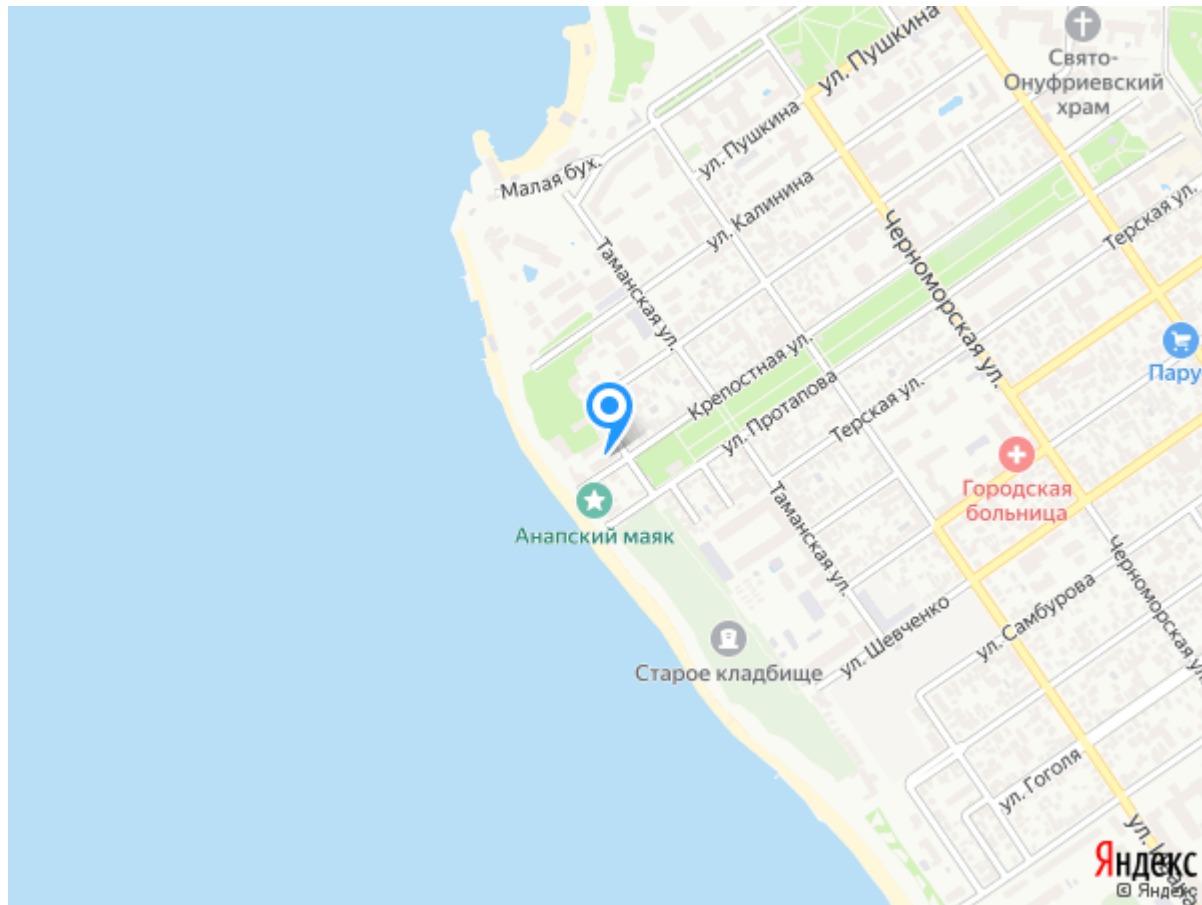 ул. Пушкина
Свято-
Онуфриевский
храм
ул. Пушкина
Малая бух.
ул. Калинина
Терская ул.
Таманская ул.
Черноморская ул.
Крепостная ул.
Пару
ул. Протапова
Терская ул.
Городская
больница
Анапский маяк
Таманская ул.
Черноморская ул.
ул. Шевченко
ул. Самбурова
Старое кладбище
ул. Гоголя
ул.
Яндекс
© Яндекс